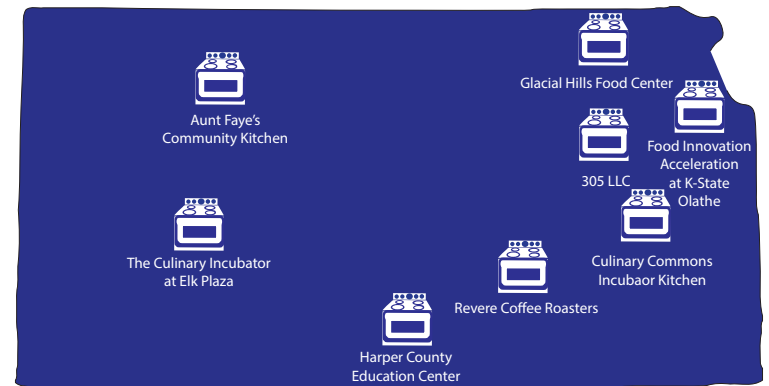 Glacial Hills Food Center
Aunt Faye's
Community Kitchen
Food Innovation
Acceleration
at K-State
Olathe
305 LLC
The Culinary Incubator
at Elk Plaza
Culinary Commons
Incubaor Kitchen
Revere Coffee Roasters
Harper County
Education Center